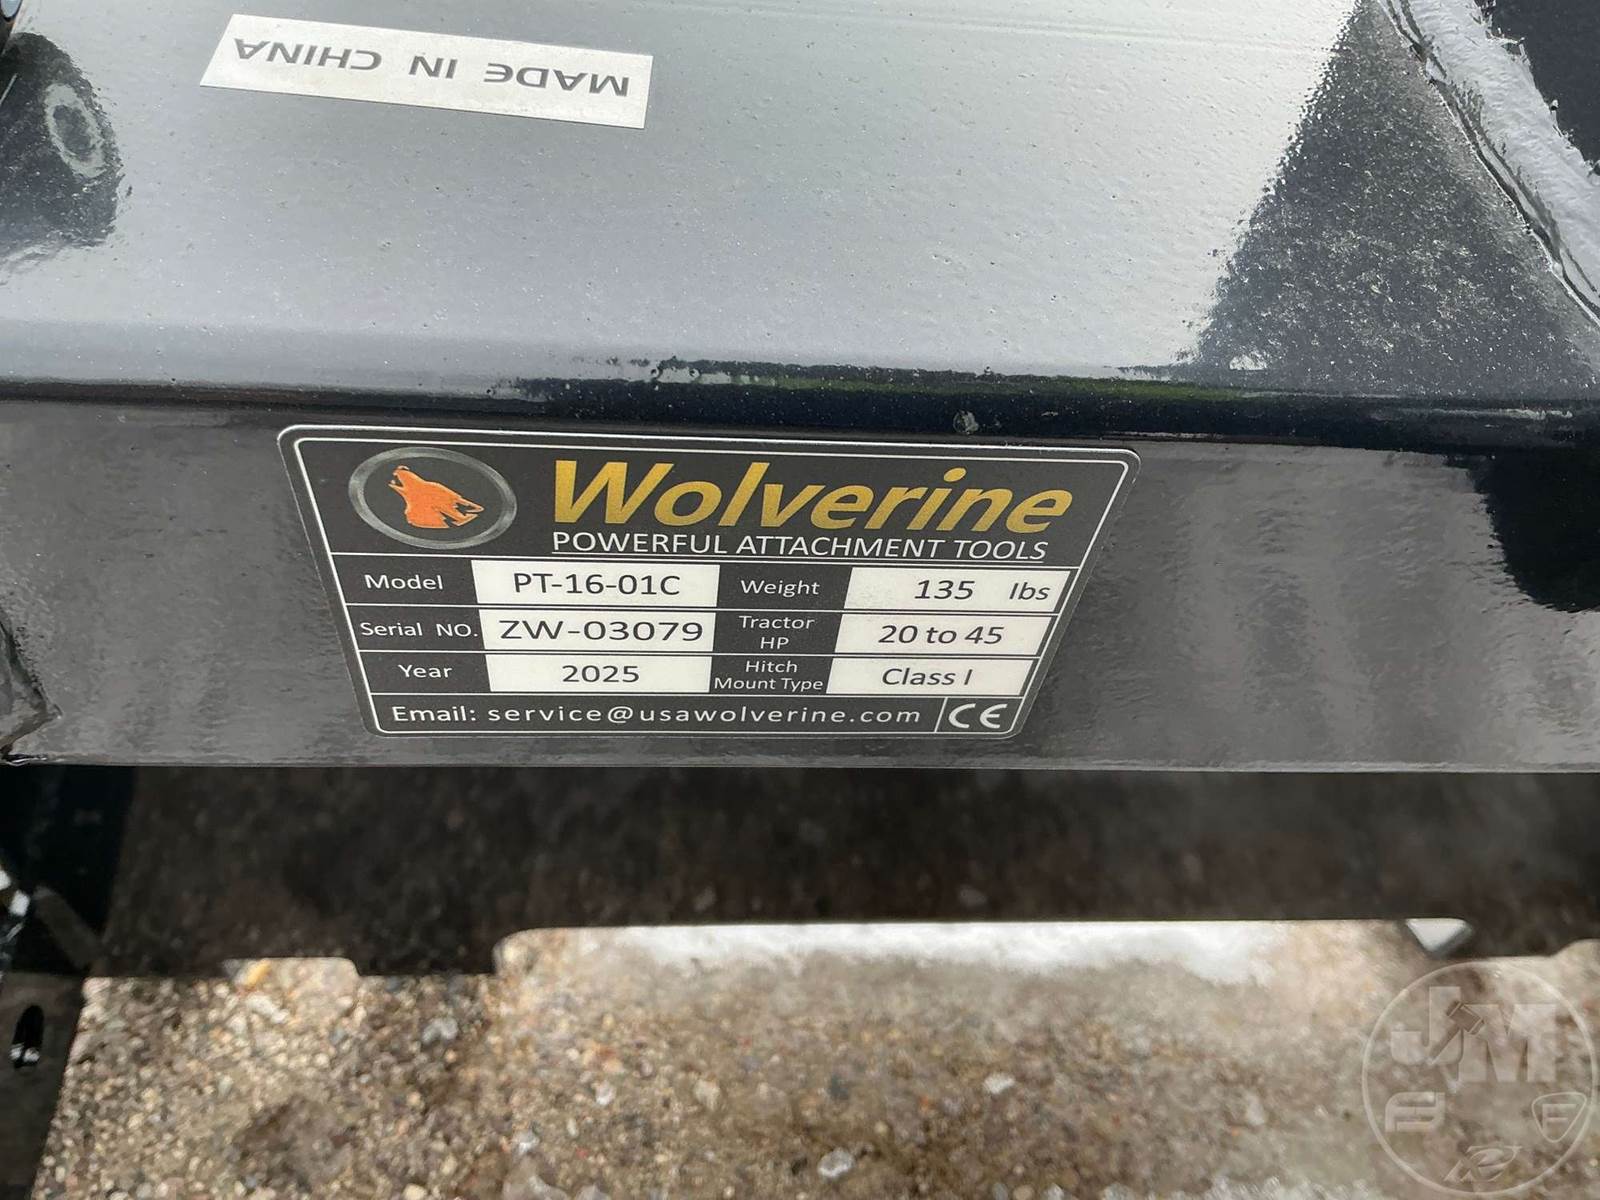 MADE IN CHINA
Wolverine
POWERFUL ATTACHMENT TOOLS
Model PT-16-01C Weight 135 lbs
Serial NO. ZW-03079 Tractor HP 20 to 45
Year 2025 Hitch Mount Type Class I
Email: service@usawolverine.com CE
JM